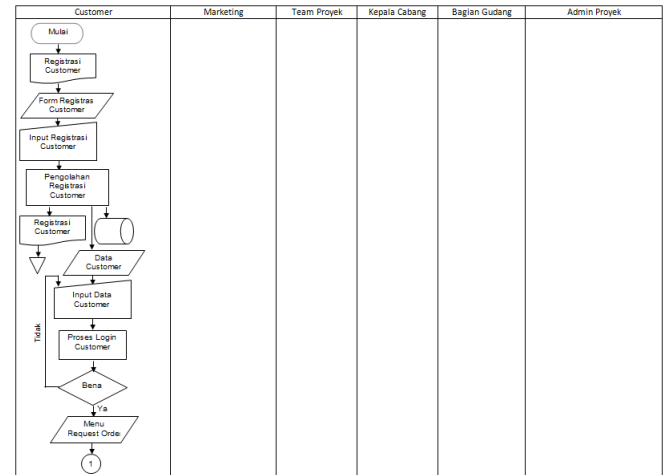 Customer
Marketing
Team Proyek
Kepala Cabang
Bagian Gudang
Admin Proyek
Mulai
Registrasi
Customer
Form Registras
Customer
Input Registrasi
Customer
Pengolahan
Registrasi
Customer
Registrasi
Customer
Data
Customer
Input Data
Customer
Tidak
Proses Login
Customer
Bena
Ya
Menu
Request Orde
1